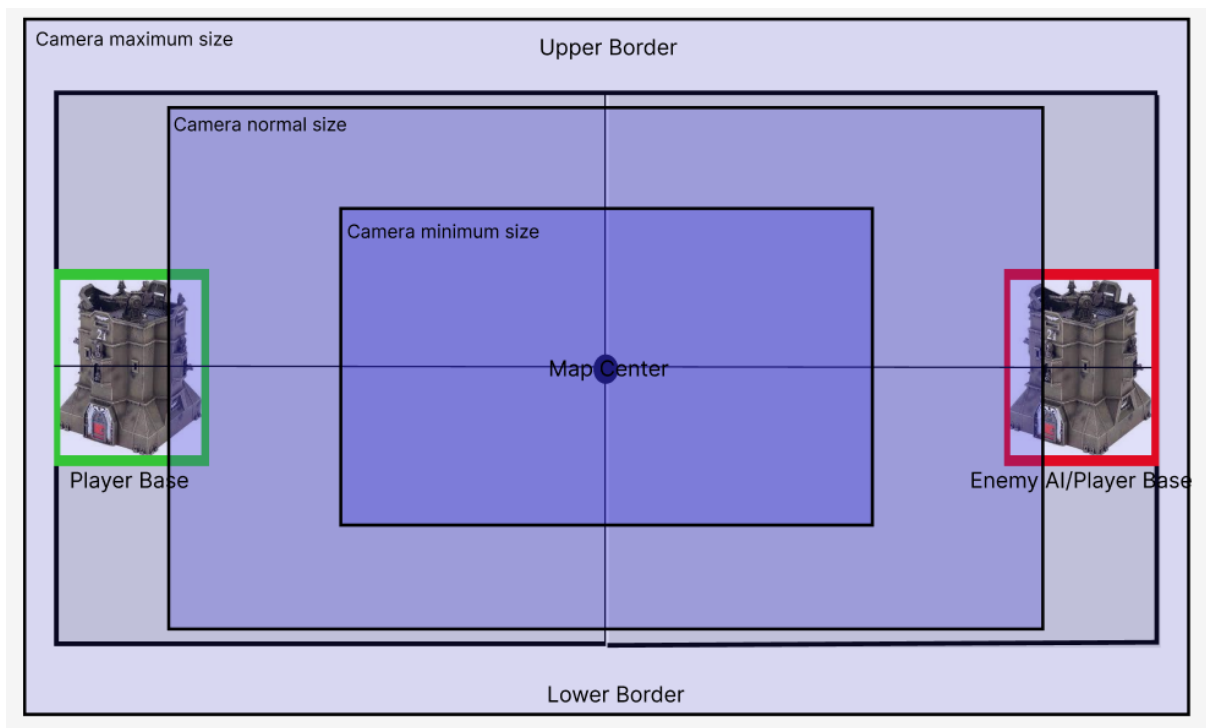 Camera maximum size
Upper Border
Camera normal size
Camera minimum size
Map Center
Player Base
Enemy AI/Player Base
Lower Border